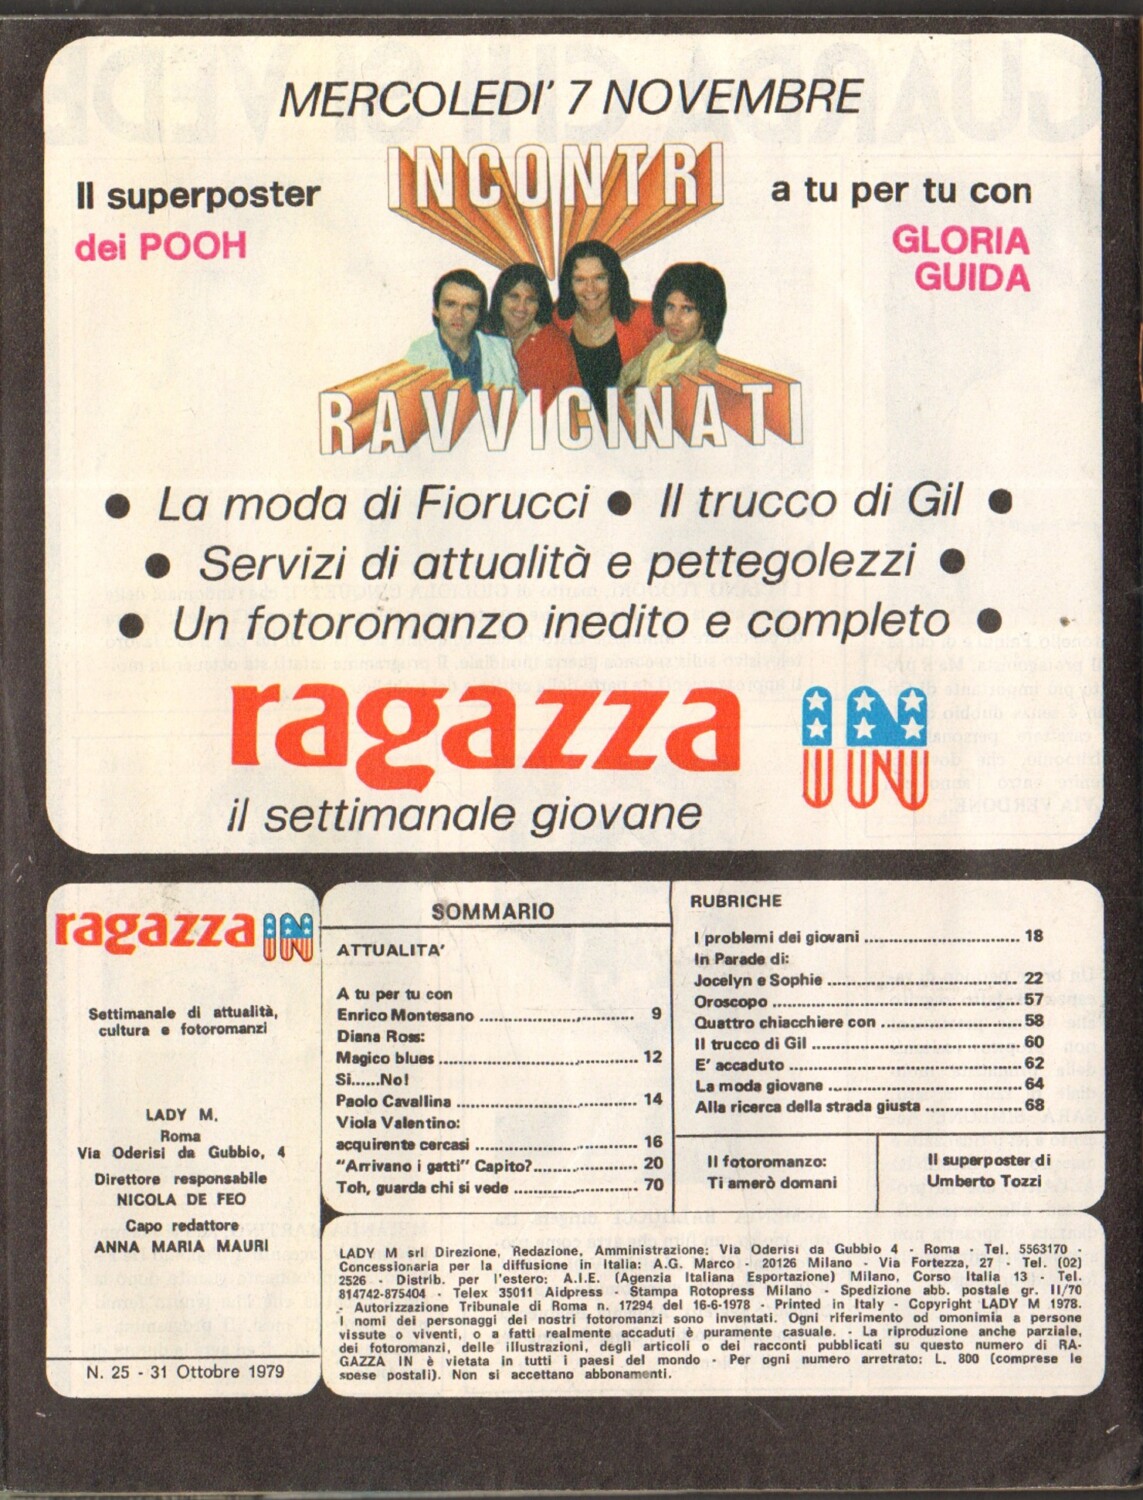 MERCOLEDI' 7 NOVEMBRE
Il superposter
dei POOH
INCONTRI
RAVVICINATI
a tu per tu con
GLORIA
GUIDA
● La moda di Fiorucci ● Il trucco di Gil ●
● Servizi di attualità e pettegolezzi ●
● Un fotoromanzo inedito e completo ●
ragazza IN
il settimanale giovane
ragazza IN
Settimanale di attualità,
cultura e fotoromanzi
LADY M.
Roma
Via Oderisi da Gubbio, 4
Direttore responsabile
NICOLA DE FEO
Capo redattore
ANNA MARIA MAURI
N. 25 - 31 Ottobre 1979
SOMMARIO
ATTUALITA'
A tu per tu con
Enrico Montesano ................................ 9
Diana Ross:
Magico blues ................................ 12
Si......No!
Paolo Cavallina ................................ 14
Viola Valentino:
acquirente cercasi ................................ 16
"Arrivano i gatti" Capito?................................ 20
Toh, guarda chi si vede ................................ 70
RUBRICHE
I problemi dei giovani ................................ 18
In Parade di:
Jocelyn e Sophie ................................ 22
Oroscopo ................................ 57
Quattro chiacchiere con ................................ 58
Il trucco di Gil ................................ 60
E' accaduto ................................ 62
La moda giovane ................................ 64
Alla ricerca della strada giusta ................................ 68
Il fotoromanzo:
Ti amerò domani
Il superposter di
Umberto Tozzi
LADY M srl Direzione, Redazione, Amministrazione: Via Oderisi da Gubbio 4 - Roma - Tel. 5563170 -
Concessionaria per la diffusione in Italia: A.G. Marco - 20126 Milano - Via Fortezza, 27 - Tel. (02)
2526 - Distrib. per l'estero: A.I.E. (Agenzia Italiana Esportazione) Milano, Corso Italia 13 - Tel.
814742-875404 - Telex 35011 Aidpress - Stampa Rotopress Milano - Spedizione abb. postale gr. II/70
- Autorizzazione Tribunale di Roma n. 17294 del 16-6-1978 - Printed in Italy - Copyright LADY M 1978.
I nomi dei personaggi dei nostri fotoromanzi sono inventati. Ogni riferimento od omonimia a persone
vissute o viventi, o a fatti realmente accaduti è puramente casuale. - La riproduzione anche parziale,
dei fotoromanzi, delle illustrazioni, degli articoli o dei racconti pubblicati su questo numero di RA-
GAZZA IN è vietata in tutti i paesi del mondo - Per ogni numero arretrato: L. 800 (comprese le
spese postali). Non si accettano abbonamenti.